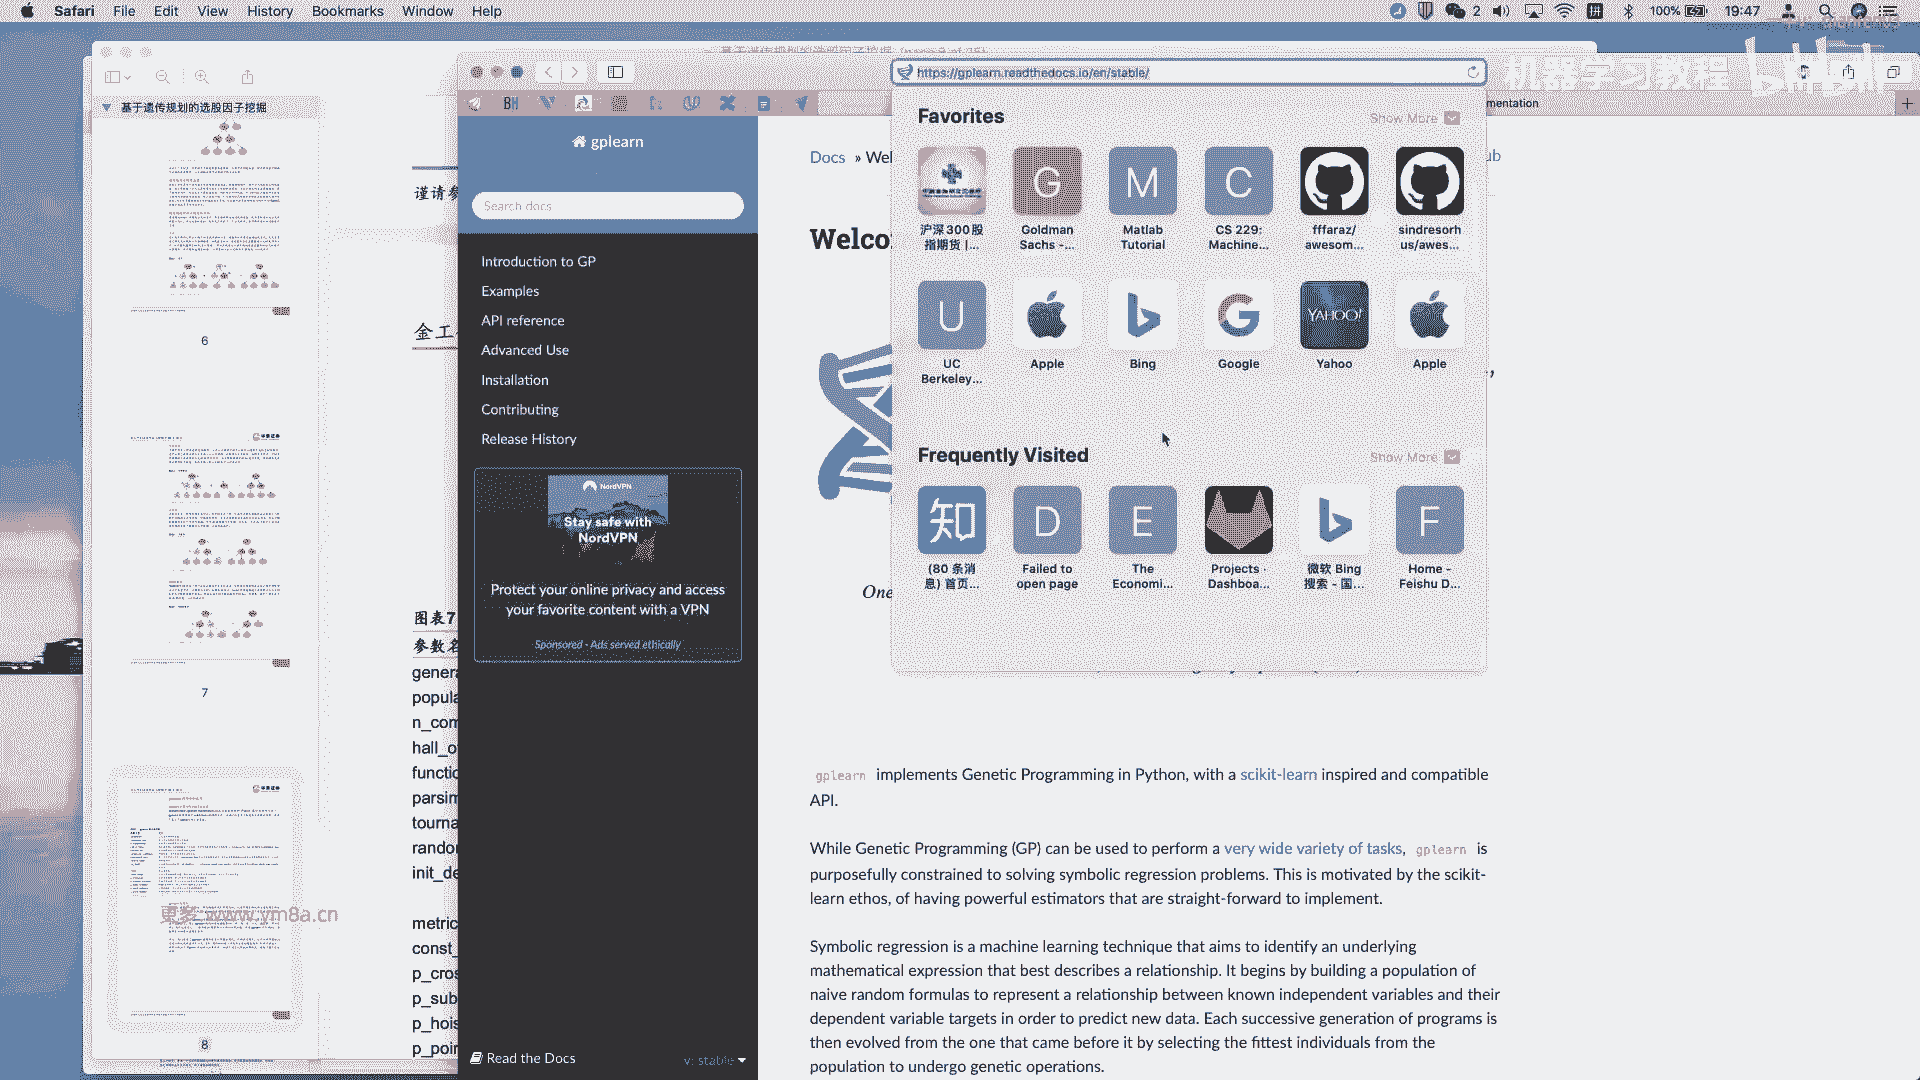 Safari File Edit View History Bookmarks Window Help
2
100%
19:47
机器学习教程
bilibili
基于遗传规划的选股因子挖掘
6
7
8
更多:www.ym8a.cn
谨请参
金工
图表7
参数名
genera
popula
n_com
hall_o
functio
parsim
tourna
rando
init_de
metric
const_
p_cros
p_sub
p_hois
p_poin
https://gplearn.readthedocs.io/en/stable/
BH
mentation
gplearn
Search docs
Introduction to GP
Examples
API reference
Advanced Use
Installation
Contributing
Release History
NordVPN
Stay safe with
NordVPN
Protect your online privacy and access
your favorite content with a VPN
Sponsored · Ads served ethically
Read the Docs
v: stable
Docs » Wel
ub
Welco
One
Favorites
Show More
G M C
沪深300股
指期货 |...
Goldman
Sachs -...
Matlab
Tutorial
CS 229:
Machine...
fffaraz/
awesom...
sindresorh
us/awes...
U
YAHOO!
UC
Berkeley...
Apple
Bing
Google
Yahoo
Apple
Frequently Visited
Show More
知 D E F
(80 条消
息) 首页...
Failed to
open page
The
Economi...
Projects ·
Dashboa...
微软 Bing
搜索 - 国...
Home -
Feishu D...
gplearn implements Genetic Programming in Python, with a scikit-learn inspired and compatible
API.
While Genetic Programming (GP) can be used to perform a very wide variety of tasks, gplearn is
purposefully constrained to solving symbolic regression problems. This is motivated by the scikit-
learn ethos, of having powerful estimators that are straight-forward to implement.
Symbolic regression is a machine learning technique that aims to identify an underlying
mathematical expression that best describes a relationship. It begins by building a population of
naive random formulas to represent a relationship between known independent variables and their
dependent variable targets in order to predict new data. Each successive generation of programs is
then evolved from the one that came before it by selecting the fittest individuals from the
population to undergo genetic operations.